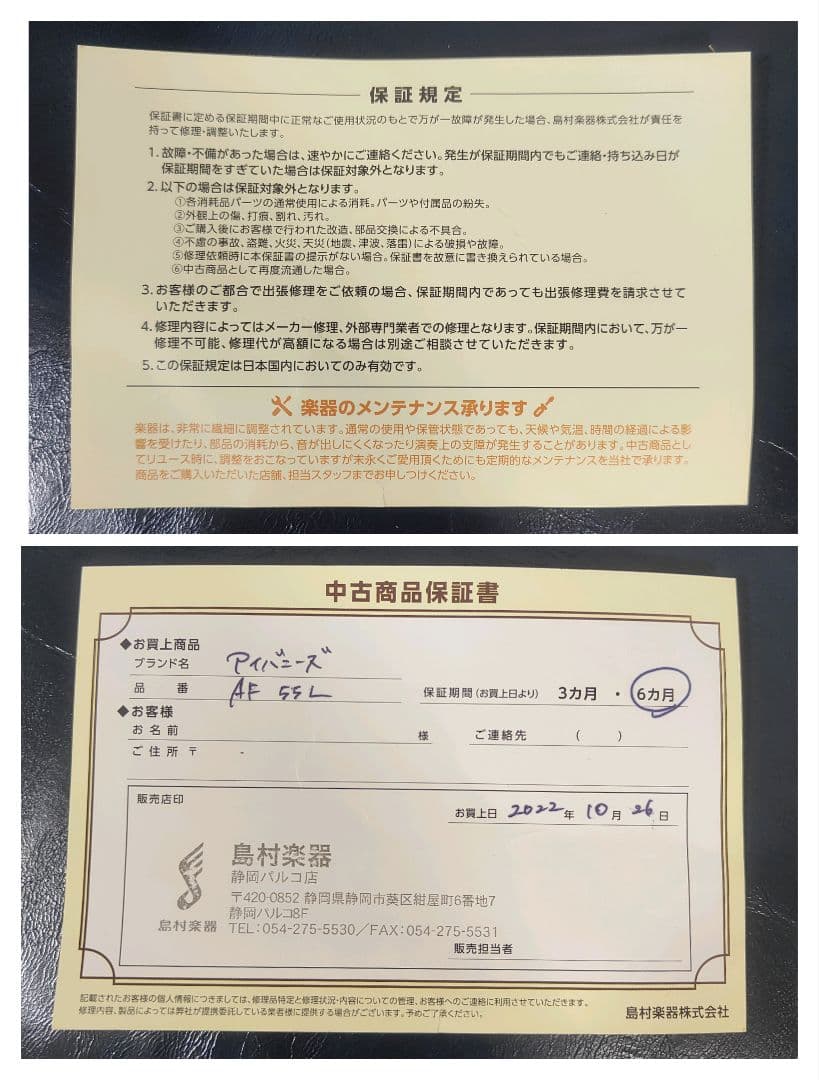 保証規定
保証書に定める保証期間中に正常なご使用状況のもとで万が一故障が発生した場合、島村楽器株式会社が責任を
持って修理・調整いたします。
1. 故障・不備があった場合は、速やかにご連絡ください。発生が保証期間内でもご連絡・持ち込み日が
保証期間をすぎていた場合は保証対象外となります。
2. 以下の場合は保証対象外となります。
①各消耗品パーツの通常使用による消耗。パーツや付属品の紛失。
②外観上の傷、打痕、割れ、汚れ。
③ご購入後にお客様で行われた改造、部品交換による不具合。
④不慮の事故、盗難、火災、天災(地震、津波、落雷)による破損や故障。
⑤修理依頼時に本保証書の提示がない場合。保証書を故意に書き換えられている場合。
⑥中古商品として再度流通した場合。
3. お客様のご都合で出張修理をご依頼の場合、保証期間内であっても出張修理費を請求させて
いただきます。
4. 修理内容によってはメーカー修理、外部専門業者での修理となります。保証期間内において、万が一
修理不可能、修理代が高額になる場合は別途ご相談させていただきます。
5. この保証規定は日本国内においてのみ有効です。
楽器のメンテナンス承ります
楽器は、非常に繊細に調整されています。通常の使用や保管状態であっても、天候や気温、時間の経過による影
響を受けたり、部品の消耗から、音が出しにくくなったり演奏上の支障が発生することがあります。中古商品とし
てリユース時に、調整をおこなっていますが末永くご愛用頂くためにも定期的なメンテナンスを当社で承ります。
商品をご購入いただいた店舗、担当スタッフまでお申しつけください。
中古商品保証書
◆お買上商品
ブランド名 アイバニーズ
品番 AF 55L 保証期間(お買上日より) 3カ月 ・ 6カ月
◆お客様
お名前 様 ご連絡先 ( )
ご住所 〒 -
販売店印
お買上日 2022年 10月 26日
島村楽器
静岡パルコ店
〒420-0852 静岡県静岡市葵区紺屋町6番地7
静岡パルコ8F
島村楽器 TEL:054-275-5530/FAX:054-275-5531
販売担当者
記載されたお客様の個人情報につきましては、修理品特定と修理状況・内容についての管理、お客様へのご連絡に利用させていただきます。
修理内容、製品によっては弊社が提携委託している業者様に提供する場合がございます。予めご了承ください。
島村楽器株式会社